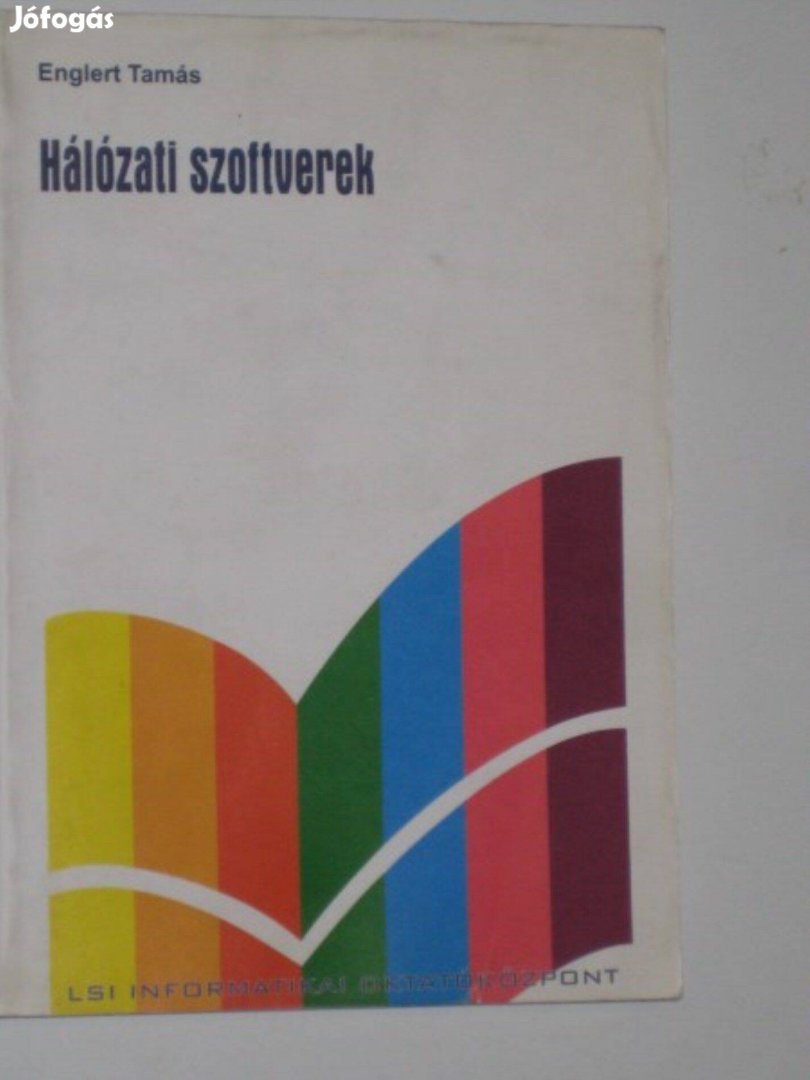 Jófogás
Englert Tamás
Hálózati szoftverek
LSI INFORMATIKAI OKTATÓKÖZPONT